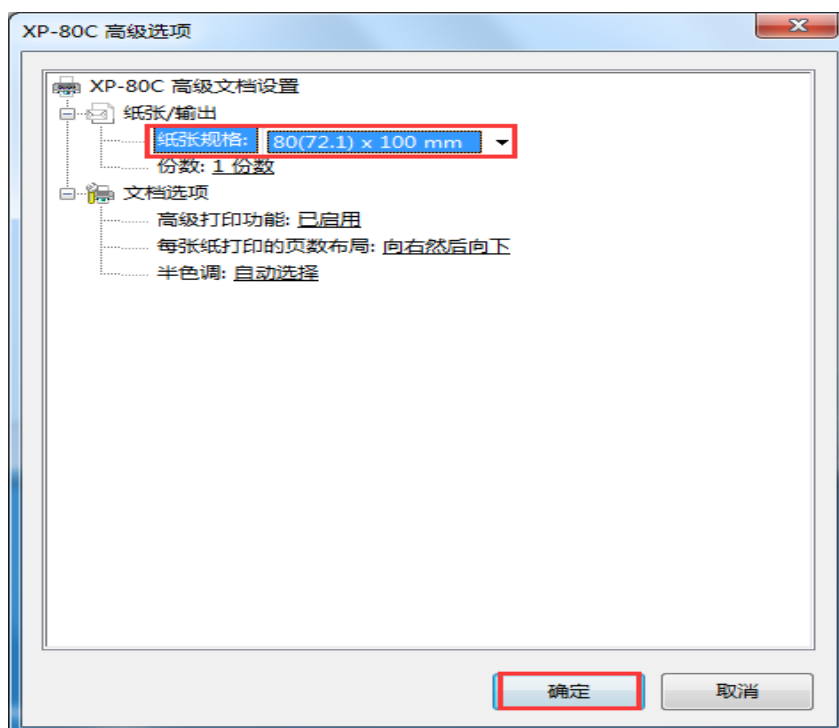 XP-80C 高级选项
XP-80C 高级文档设置
纸张/输出
纸张规格: 80(72.1) x 100 mm
份数: 1 份数
文档选项
高级打印功能: 已启用
每张纸打印的页数布局: 向右然后向下
半色调: 自动选择
确定 取消